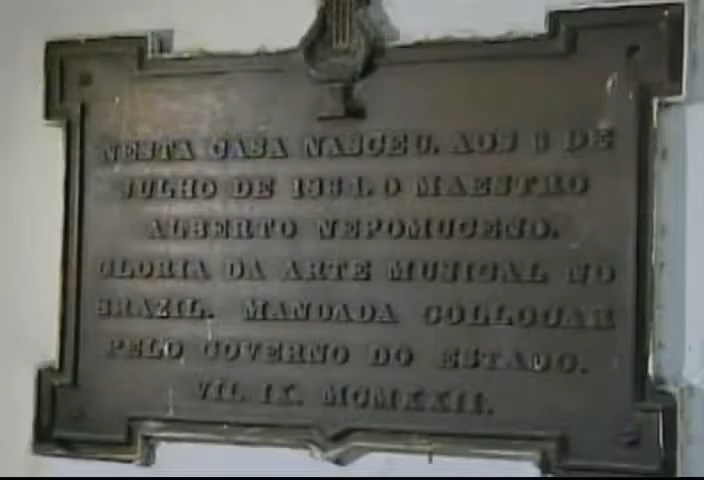 NESTA CASA NASCEU, AOS 6 DE
JULHO DE 1864, O MAESTRO
ALBERTO NEPOMUCENO,
GLORIA DA ARTE MUSICAL NO
BRAZIL. MANDADA COLLOCAR
PELO GOVERNO DO ESTADO.
VII. IX. MCMXXII.